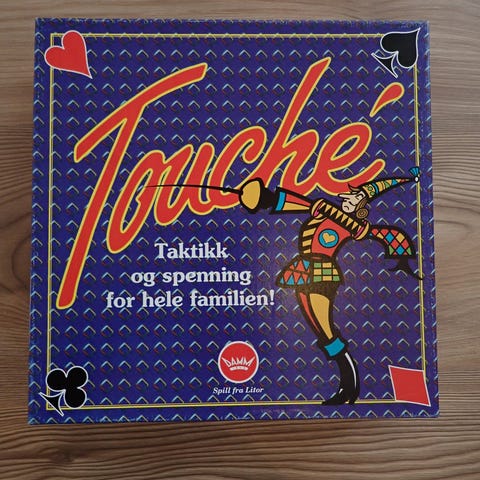 Touché
Taktikk
og spenning
for hele familien!
DAMM
Spill fra Litor